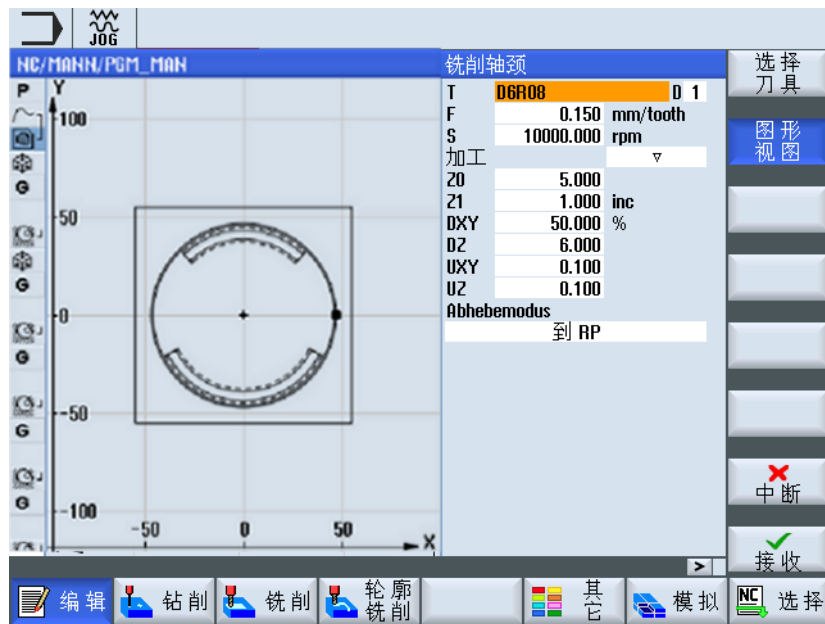 JOG
NC/MANN/PGM_MAN
铣削轴颈
选择
刀具
P
Y
T D6R08 D 1
100
F 0.150 mm/tooth
图形
视图
S 10000.000 rpm
加工 ▽
G
Z0 5.000
Z1 1.000 inc
50
DXY 50.000 %
DZ 6.000
UXY 0.100
G
UZ 0.100
Abhebemodus
0
到 RP
G
-50
G
中断
G
-100
-50 0 50
X
接收
>
编辑
钻削
铣削
轮廓
铣削
其
它
模拟
NC
选择